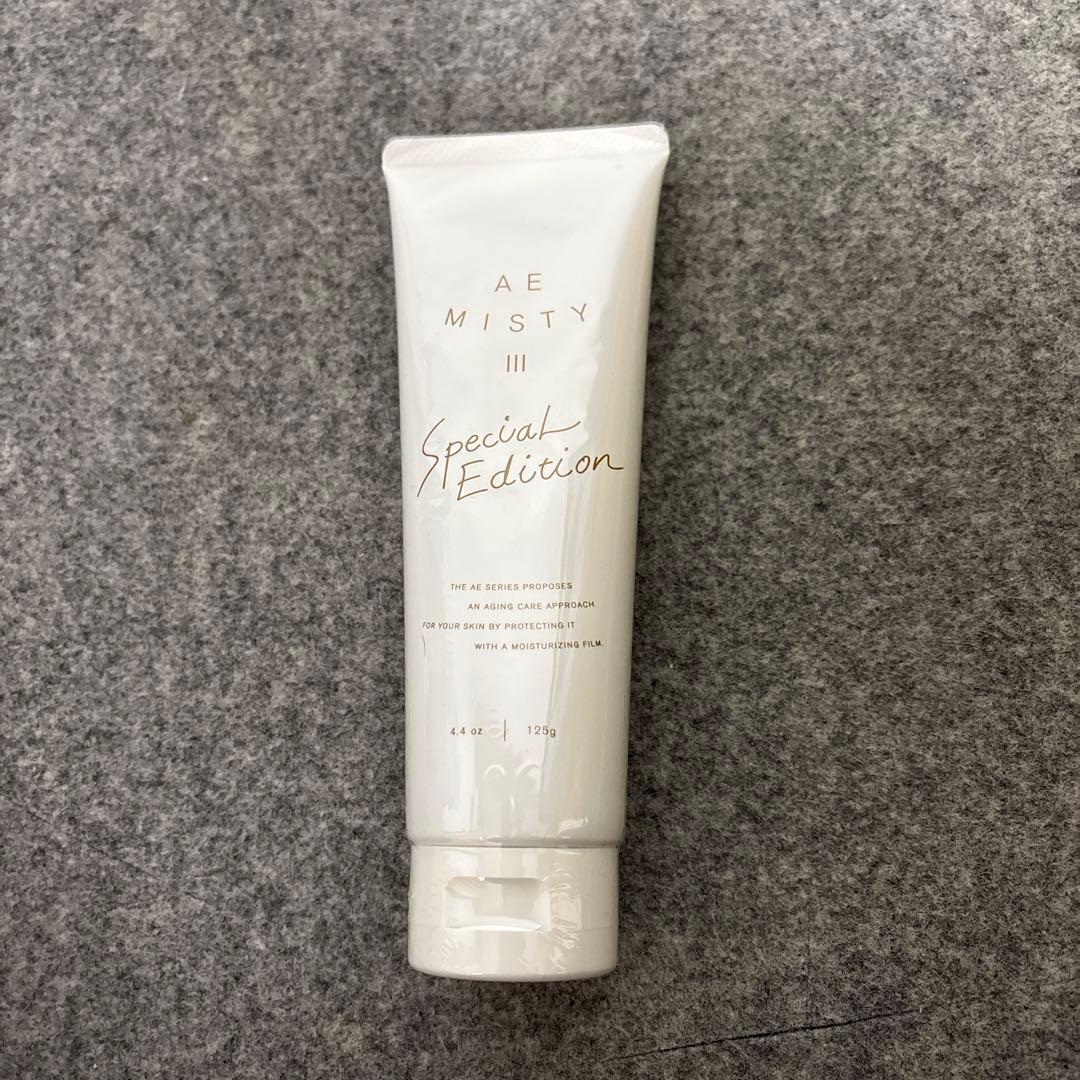 AE
MISTY
III
Special
Edition
THE AE SERIES PROPOSES
AN AGING CARE APPROACH
FOR YOUR SKIN BY PROTECTING IT
WITH A MOISTURIZING FILM.
4.4 oz | 125g